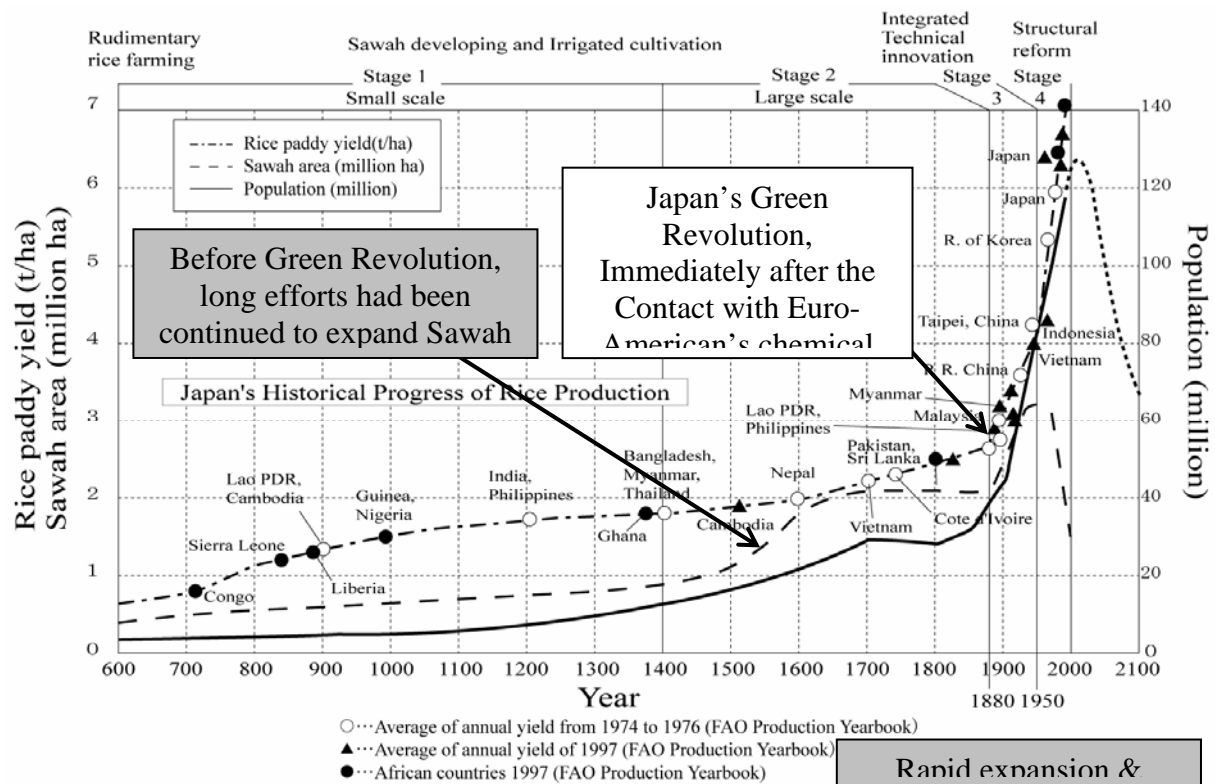 Rudimentary
rice farming
Sawah developing and Irrigated cultivation
Integrated
Technical
innovation
Structural
reform
Stage 1
Stage 2
Stage
Stage
Small scale
Large scale
3
4
7
6
5
4
3
2
1
0
Rice paddy yield (t/ha)
Sawah area (million ha)
Rice paddy yield(t/ha)
Sawah area (million ha)
Population (million)
Before Green Revolution,
long efforts had been
continued to expand Sawah
Japan's Green
Revolution,
Immediately after the
Contact with Euro-
American's chemical
Japan's Historical Progress of Rice Production
Japan
Japan
R. of Korea
Taipei, China
Indonesia
Vietnam
P.R. China
Myanmar
Lao PDR,
Philippines
Pakistan,
Sri Lanka
Bangladesh,
Myanmar,
Thailand
Nepal
India,
Philippines
Lao PDR,
Cambodia
Guinea,
Nigeria
Cambodia
Ghana
Vietnam
Cote d'Ivoire
Sierra Leone
Liberia
Congo
140
120
100
80
60
40
20
0
Population (million)
600 700 800 900 1000 1100 1200 1300 1400 1500 1600 1700 1800 1900 2000 2100
Year
1880 1950
○···Average of annual yield from 1974 to 1976 (FAO Production Yearbook)
▲···Average of annual yield of 1997 (FAO Production Yearbook)
●···African countries 1997 (FAO Production Yearbook)
Rapid expansion &